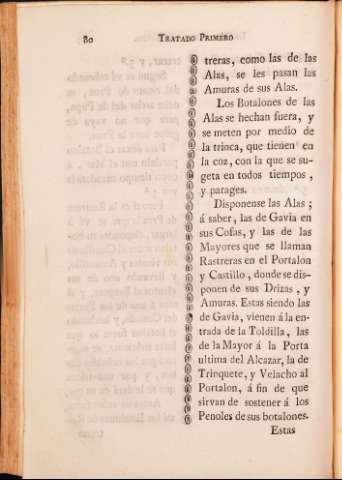 80 TRATADO PRIMERO
treras, como las de las
Alas, se les pasan las
Amuras de sus Alas.
Los Botalones de las
Alas se hechan fuera, y
se meten por medio de
la trinca, que tienen en
la coz, con la que se su-
geta en todos tiempos,
y parages.
Disponense las Alas;
á saber, las de Gavia en
sus Cofas, y las de las
Mayores que se llaman
Rastreras en el Portalon
y Castillo, donde se dis-
ponen de sus Drizas, y
Amuras. Estas siendo las
de Gavia, vienen á la en-
trada de la Toldilla, las
de la Mayor á la Porta
ultima del Alcazar, la de
Trinquete, y Velacho al
Portalon, á fin de que
sirvan de sostener á los
Penoles de sus botalones.
Estas